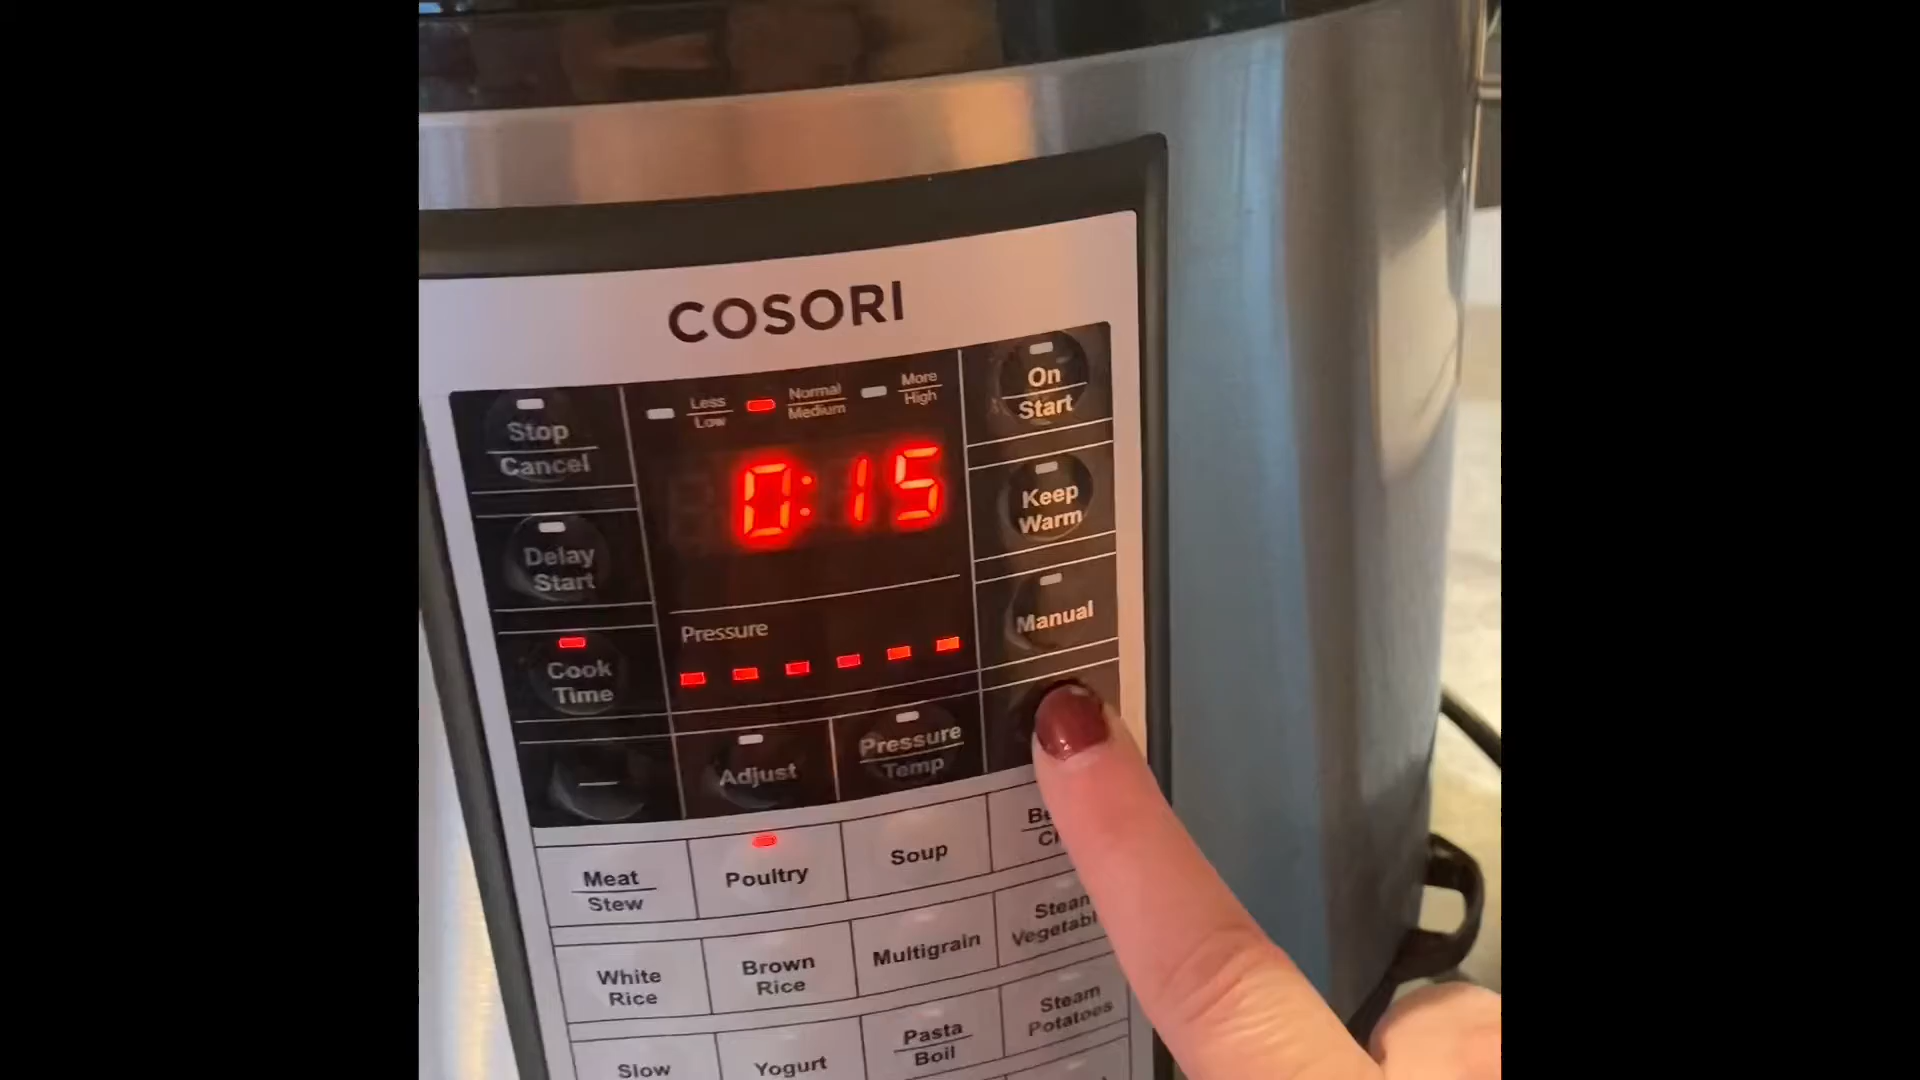 COSORI
Less
Low
Normal
Medium
More
High
On
Start
Stop
Cancel
0:15
Keep
Warm
Delay
Start
Manual
Pressure
Cook
Time
—
Adjust
Pressure
Temp
Meat
Stew
Poultry
Soup
White
Rice
Brown
Rice
Multigrain
Steam
Potatoes
Slow
Yogurt
Pasta
Boil